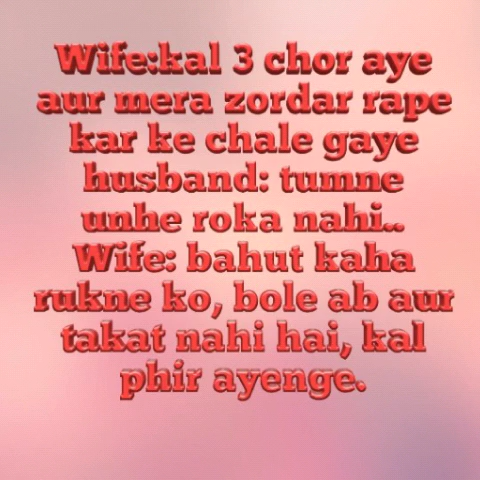 Wife:kal 3 chor aye
aur mera zordar rape
kar ke chale gaye
husband: tumne
unhe roka nahi..
Wife: bahut kaha
rukne ko, bole ab aur
takat nahi hai, kal
phir ayenge.